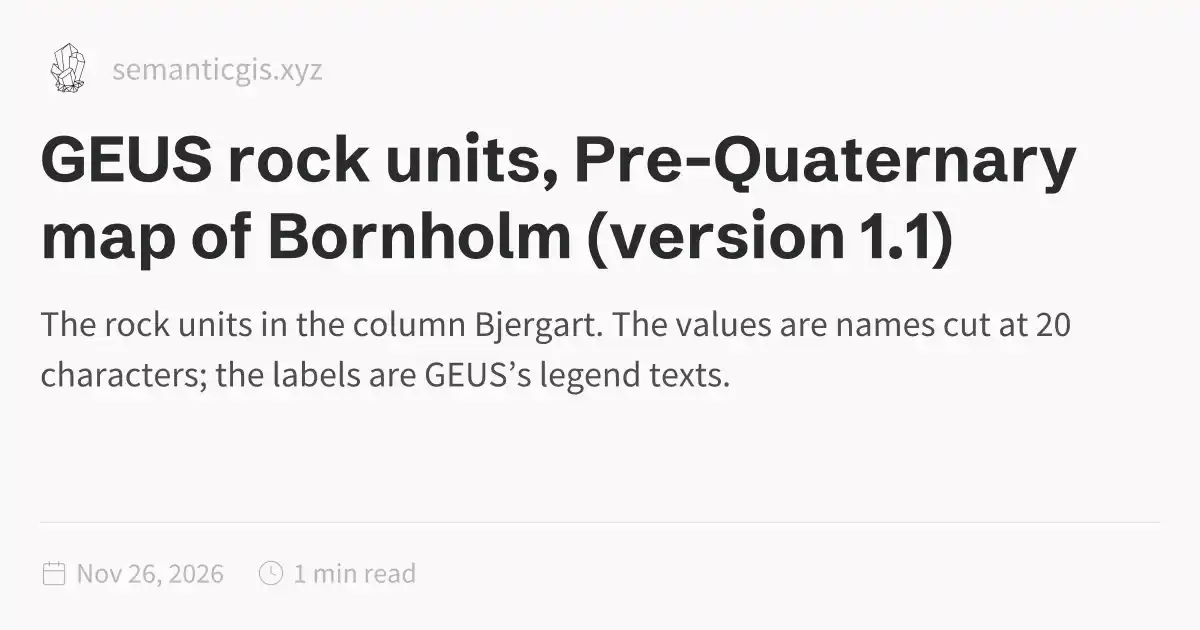 semanticgis.xyz
GEUS rock units, Pre-Quaternary
map of Bornholm (version 1.1)
The rock units in the column Bjergart. The values are names cut at 20
characters; the labels are GEUS’s legend texts.
Nov 26, 2026 1 min read